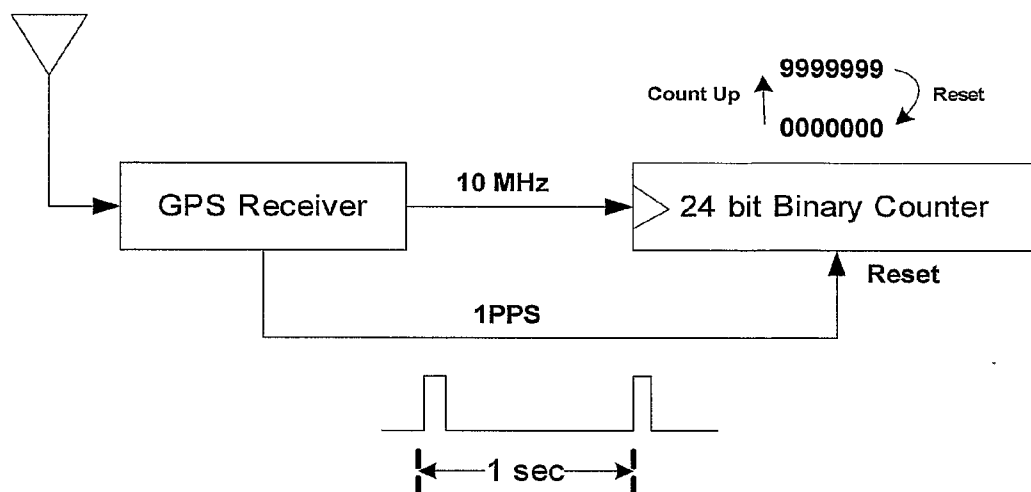 9999999
Count Up
Reset
0000000
10 MHz
GPS Receiver
24 bit Binary Counter
Reset
1PPS
1 sec